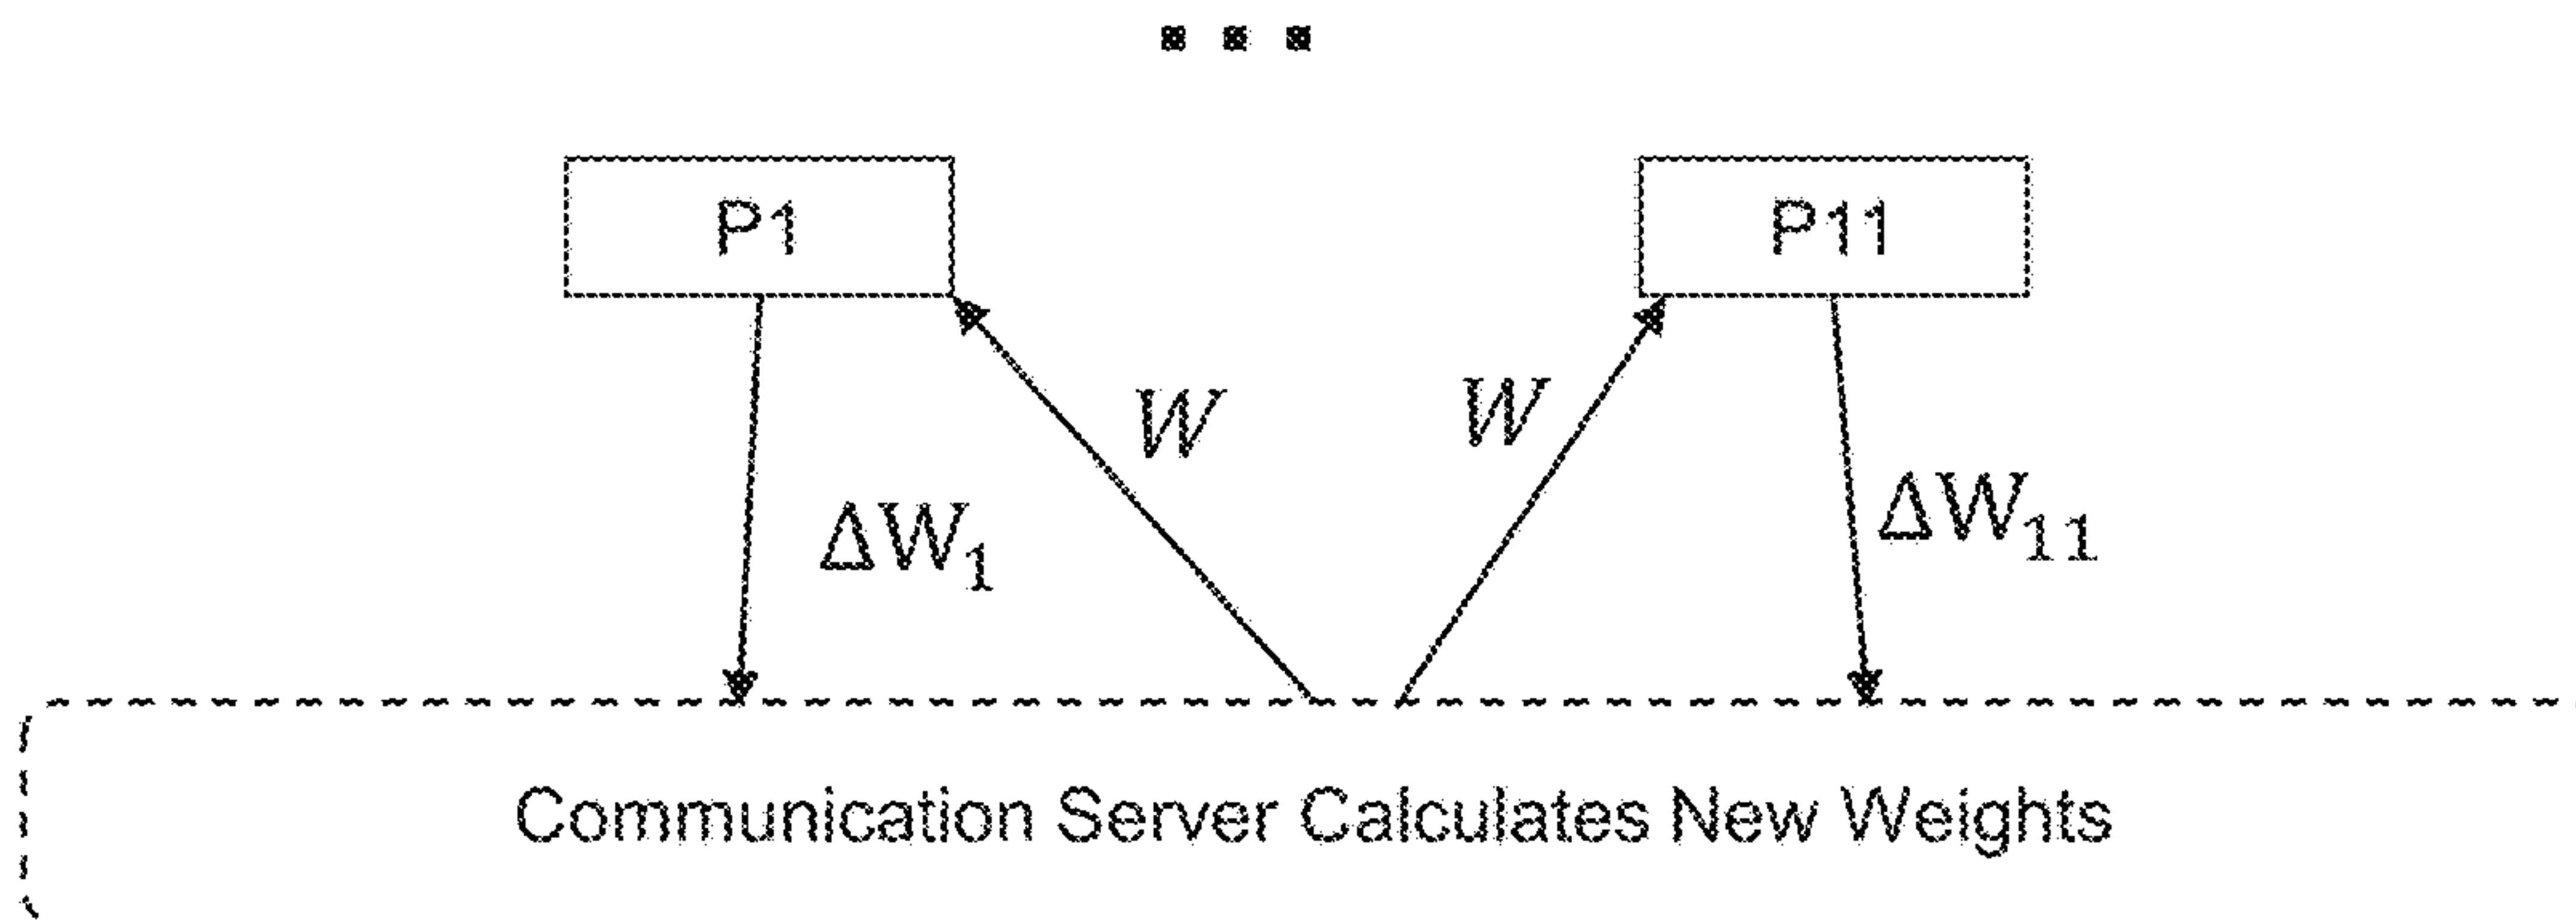 ...
P1 P11
W W
ΔW₁ ΔW₁₁
Communication Server Calculates New Weights